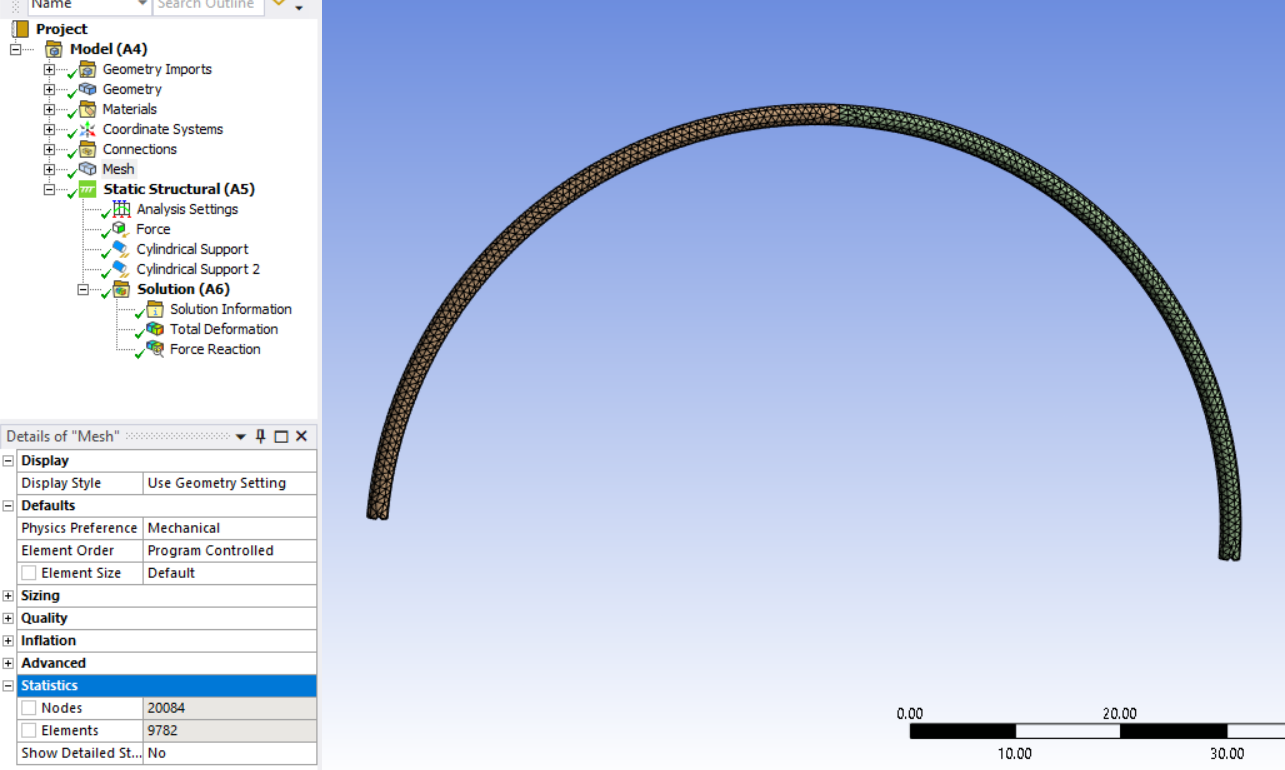 Name Search Outline
Project
Model (A4)
Geometry Imports
Geometry
Materials
Coordinate Systems
Connections
Mesh
Static Structural (A5)
Analysis Settings
Force
Cylindrical Support
Cylindrical Support 2
Solution (A6)
Solution Information
Total Deformation
Force Reaction
Details of "Mesh"
Display
Display Style Use Geometry Setting
Defaults
Physics Preference Mechanical
Element Order Program Controlled
Element Size Default
Sizing
Quality
Inflation
Advanced
Statistics
Nodes 20084
Elements 9782
Show Detailed St... No
0.00 20.00
10.00 30.00